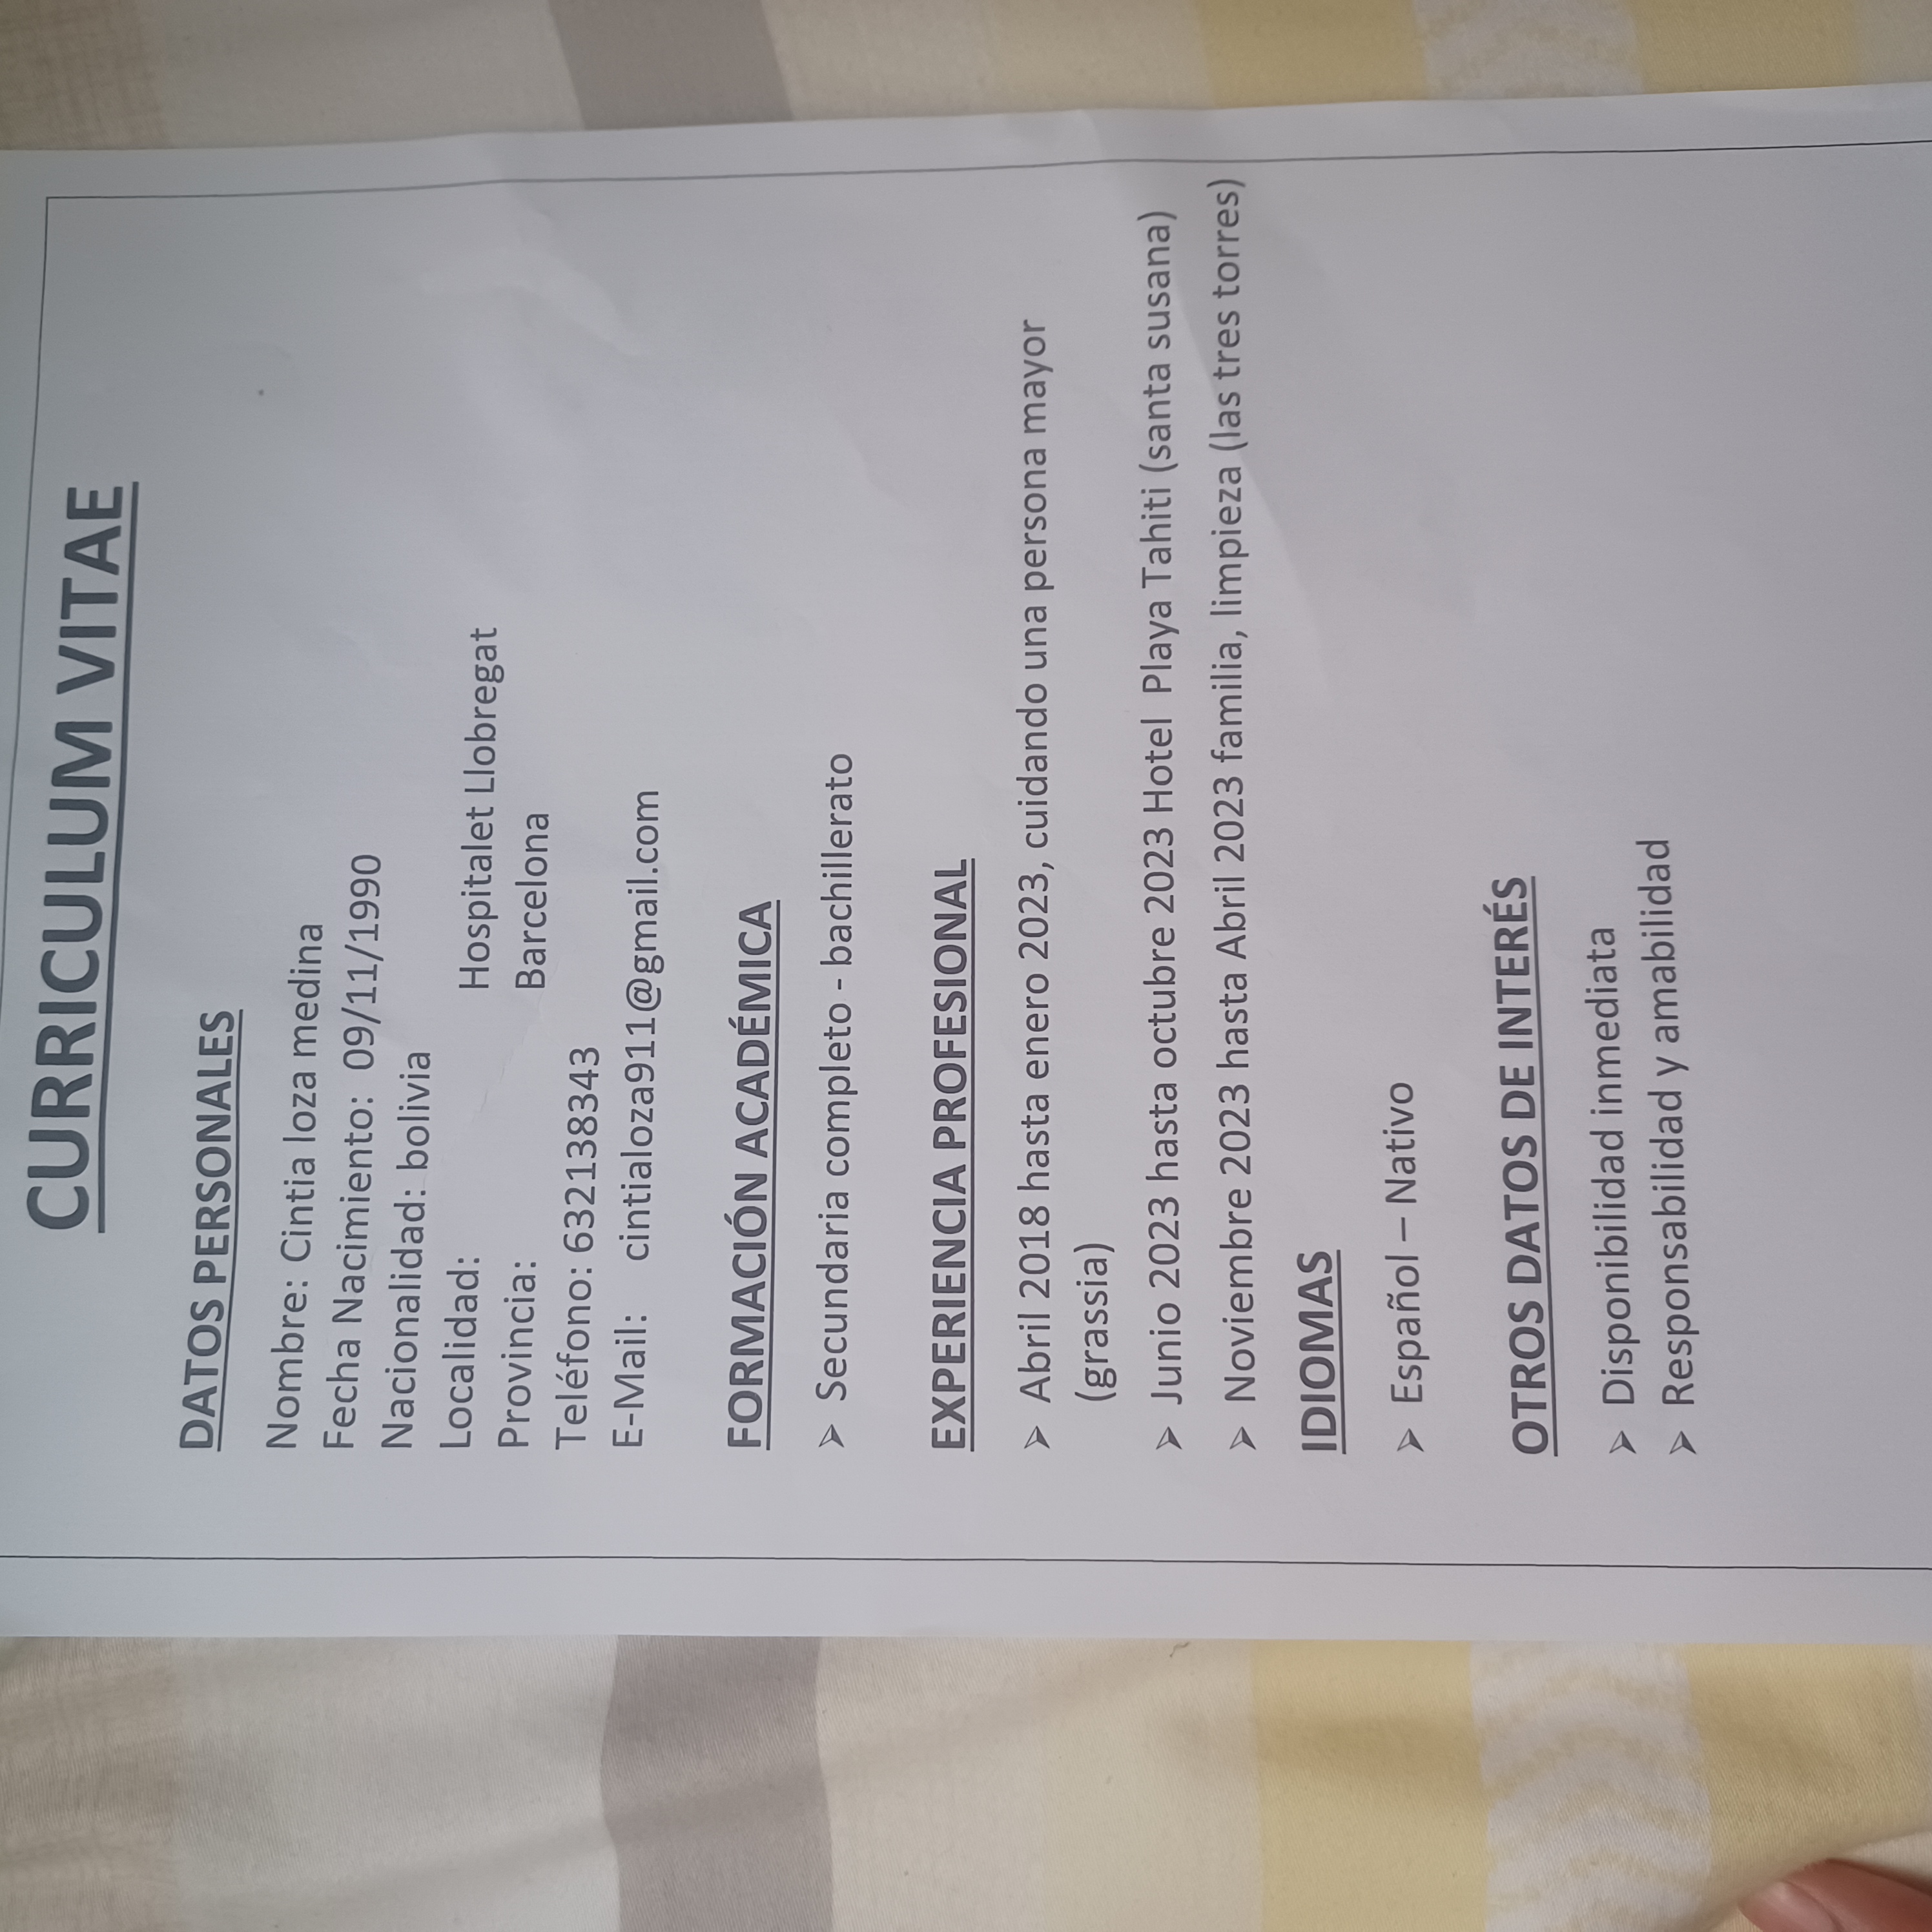 CURRICULUM VITAE
DATOS PERSONALES
Nombre: Cintia loza medina
Fecha Nacimiento: 09/11/1990
Nacionalidad: bolivia
Localidad: Hospitalet Llobregat
Provincia: Barcelona
Teléfono: 632138343
E-Mail: cintialoza911@gmail.com
FORMACIÓN ACADÉMICA
➢ Secundaria completo - bachillerato
EXPERIENCIA PROFESIONAL
➢ Abril 2018 hasta enero 2023, cuidando una persona mayor
(grassia)
➢ Junio 2023 hasta octubre 2023 Hotel Playa Tahiti (santa susana)
➢ Noviembre 2023 hasta Abril 2023 familia, limpieza (las tres torres)
IDIOMAS
➢ Español – Nativo
OTROS DATOS DE INTERÉS
➢ Disponibilidad inmediata
➢ Responsabilidad y amabilidad